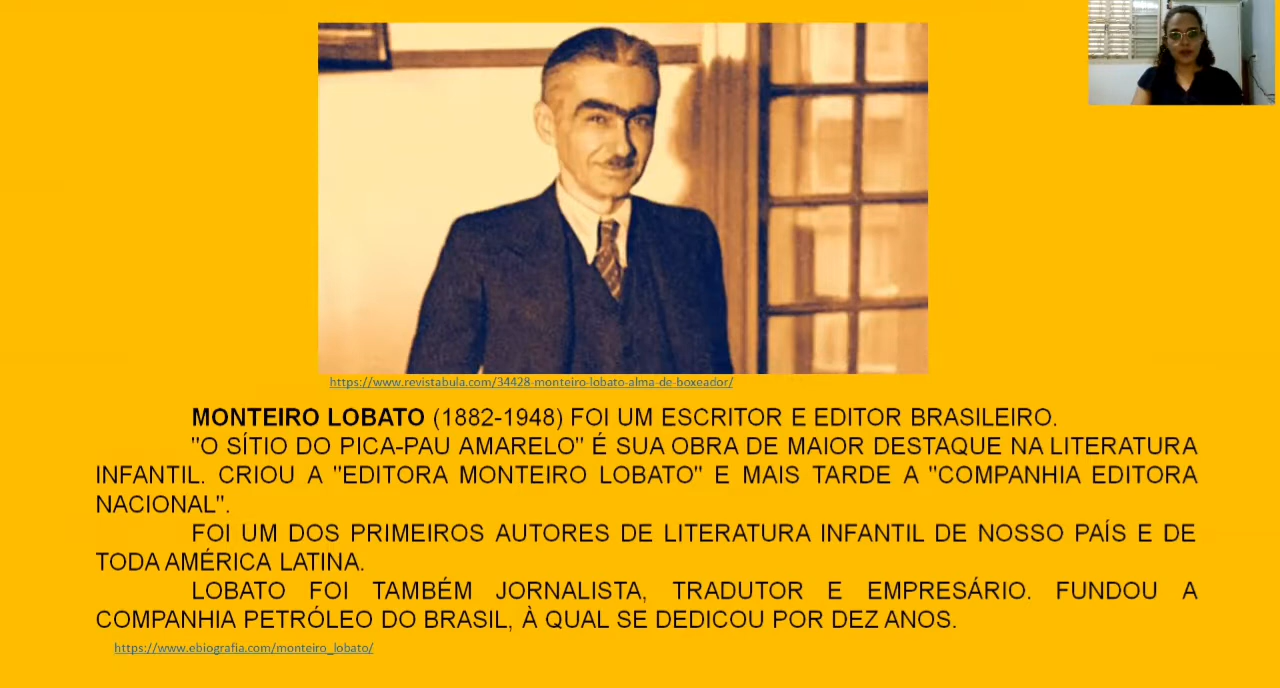 https://www.revistabula.com/34428-monteiro-lobato-alma-de-boxeador/
MONTEIRO LOBATO (1882-1948) FOI UM ESCRITOR E EDITOR BRASILEIRO.
"O SÍTIO DO PICA-PAU AMARELO" É SUA OBRA DE MAIOR DESTAQUE NA LITERATURA
INFANTIL. CRIOU A "EDITORA MONTEIRO LOBATO" E MAIS TARDE A "COMPANHIA EDITORA
NACIONAL".
FOI UM DOS PRIMEIROS AUTORES DE LITERATURA INFANTIL DE NOSSO PAÍS E DE
TODA AMÉRICA LATINA.
LOBATO FOI TAMBÉM JORNALISTA, TRADUTOR E EMPRESÁRIO. FUNDOU A
COMPANHIA PETRÓLEO DO BRASIL, À QUAL SE DEDICOU POR DEZ ANOS.
https://www.ebiografia.com/monteiro_lobato/